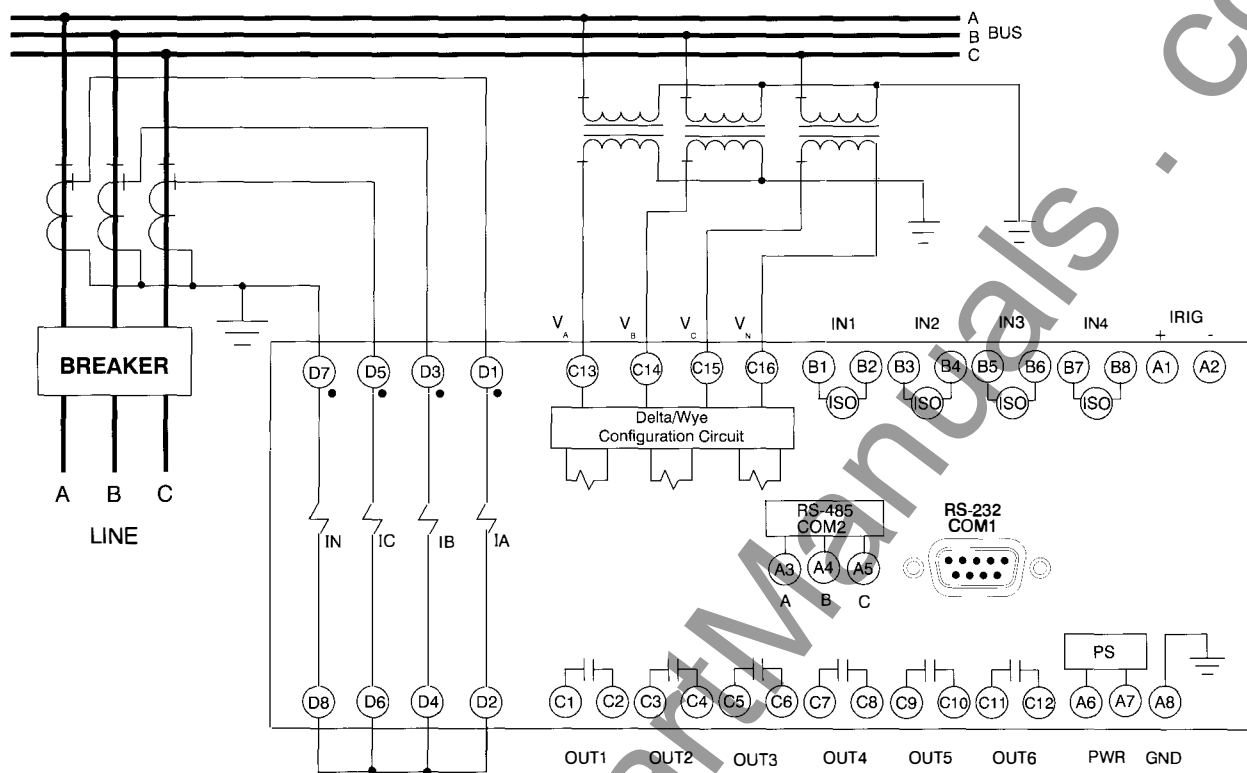 A
B BUS
C
V A V B V C V N IN1 IN2 IN3 IN4 IRIG
+ -
BREAKER
D7 D5 D3 D1 C13 C14 C15 C16 B1 B2 B3 B4 B5 B6 B7 B8 A1 A2
ISO ISO ISO ISO
Delta/Wye
Configuration Circuit
A B C
LINE
IN IC IB IA
RS-485
COM2
RS-232
COM1
A3 A4 A5
A B C
PS
D8 D6 D4 D2 C1 C2 C3 C4 C5 C6 C7 C8 C9 C10 C11 C12 A6 A7 A8
OUT1 OUT2 OUT3 OUT4 OUT5 OUT6 PWR GND
artManuals . co